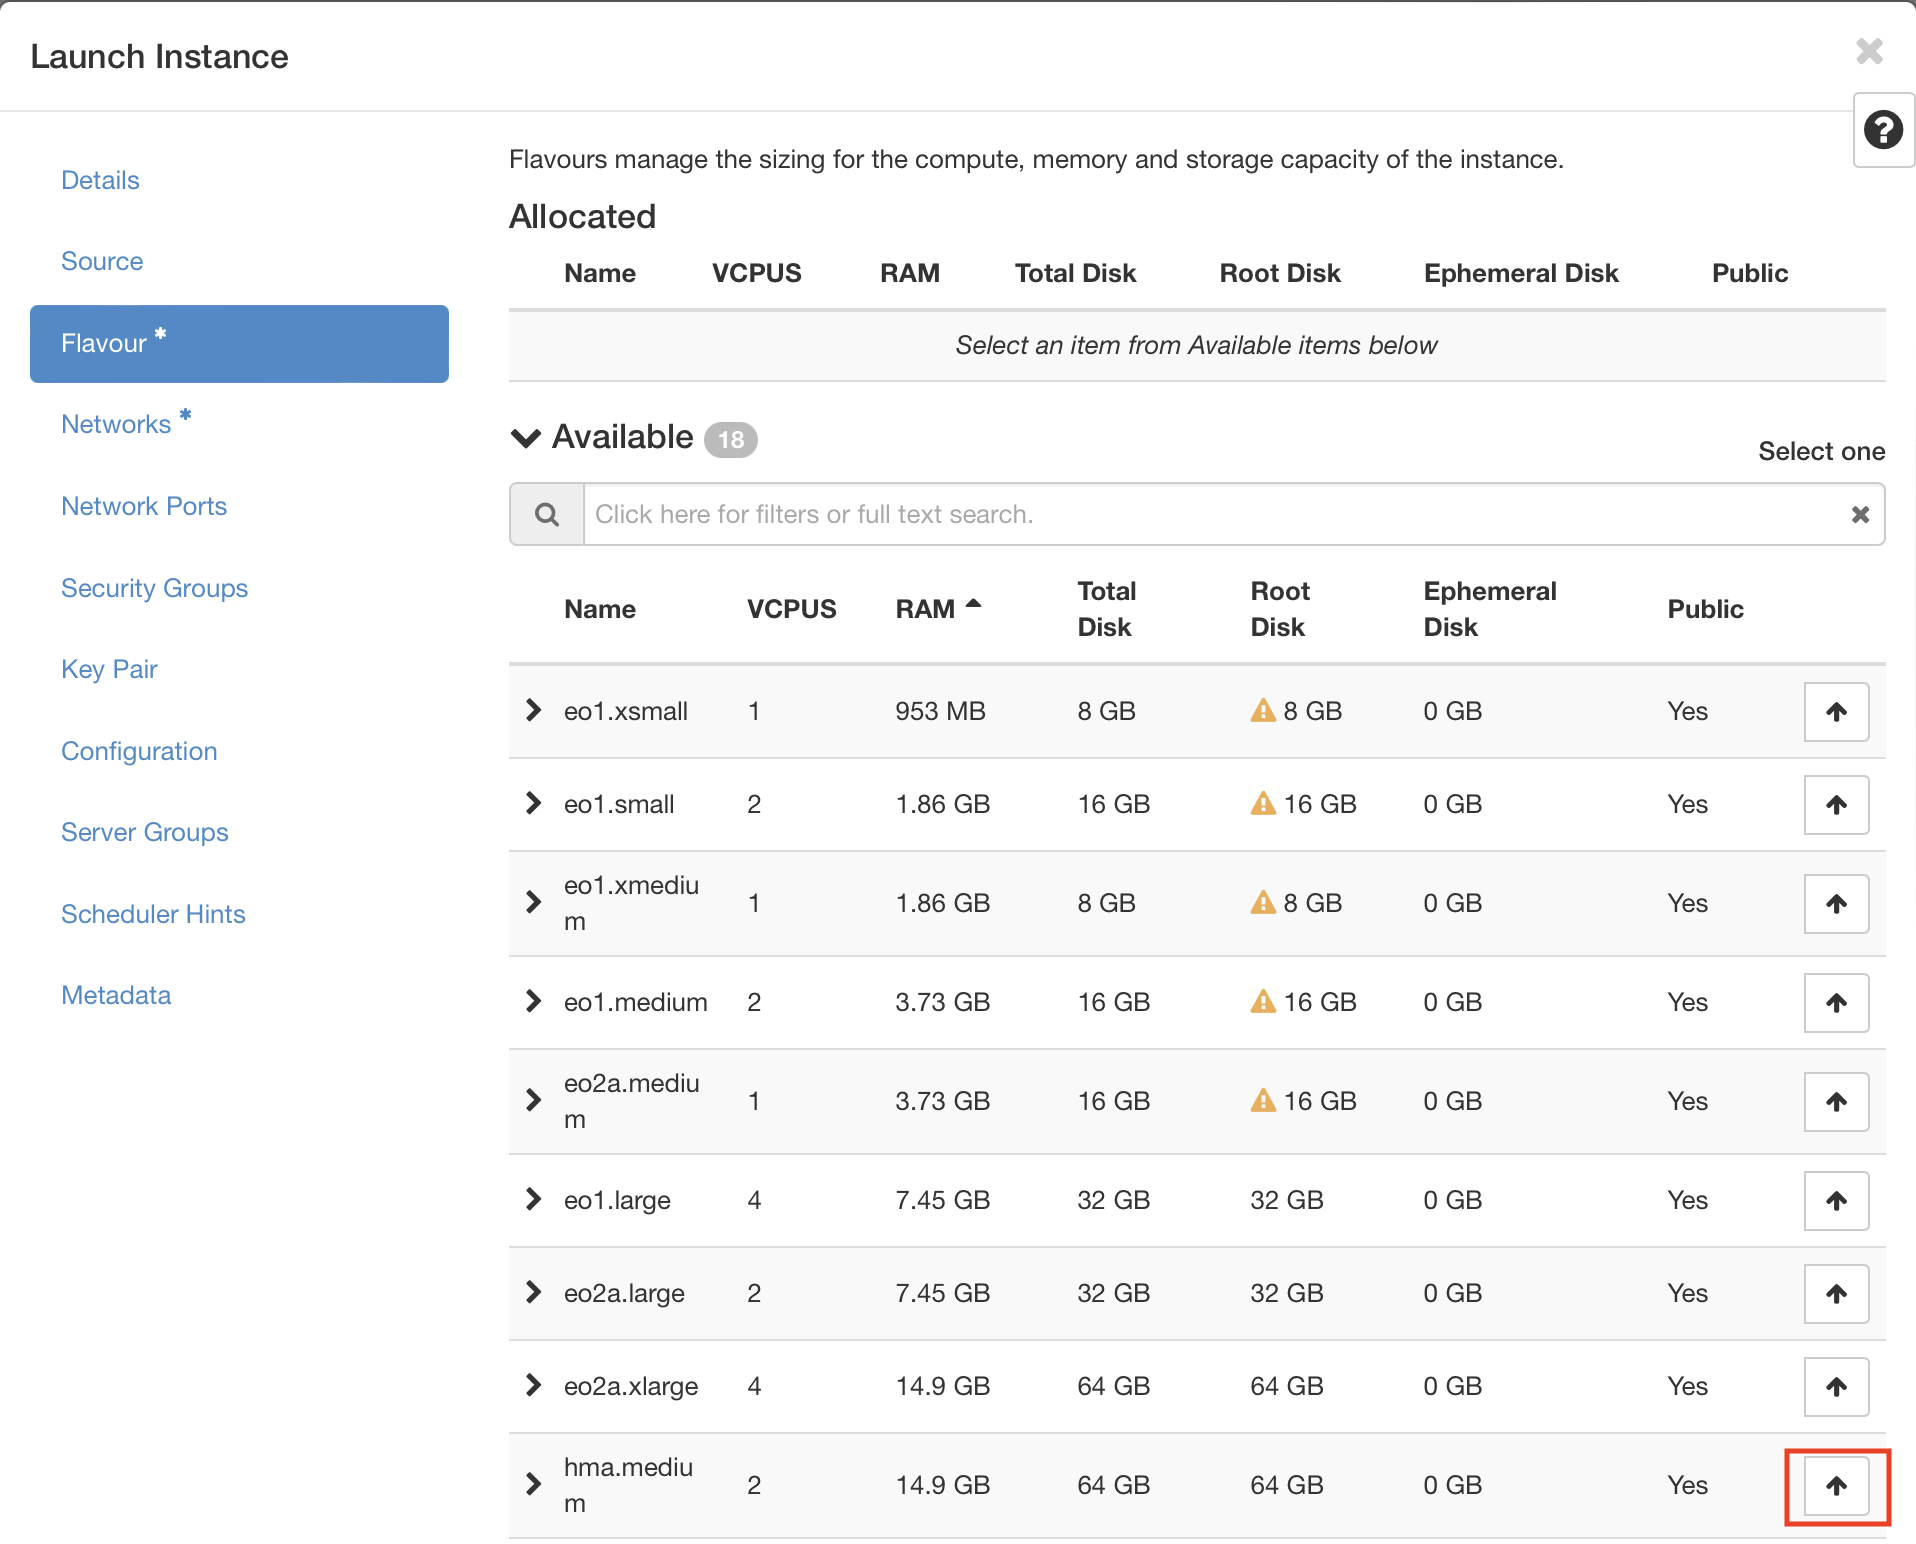 Launch Instance
Details
Source
Flavour *
Networks *
Network Ports
Security Groups
Key Pair
Configuration
Server Groups
Scheduler Hints
Metadata
Flavours manage the sizing for the compute, memory and storage capacity of the instance.
Allocated
Name VCPUS RAM Total Disk Root Disk Ephemeral Disk Public
Select an item from Available items below
Available 18
Select one
Click here for filters or full text search.
Name VCPUS RAM Total Disk Root Disk Ephemeral Disk Public
eo1.xsmall 1 953 MB 8 GB 8 GB 0 GB Yes
eo1.small 2 1.86 GB 16 GB 16 GB 0 GB Yes
eo1.xmedium 1 1.86 GB 8 GB 8 GB 0 GB Yes
eo1.medium 2 3.73 GB 16 GB 16 GB 0 GB Yes
eo2a.medium 1 3.73 GB 16 GB 16 GB 0 GB Yes
eo1.large 4 7.45 GB 32 GB 32 GB 0 GB Yes
eo2a.large 2 7.45 GB 32 GB 32 GB 0 GB Yes
eo2a.xlarge 4 14.9 GB 64 GB 64 GB 0 GB Yes
hma.medium 2 14.9 GB 64 GB 64 GB 0 GB Yes